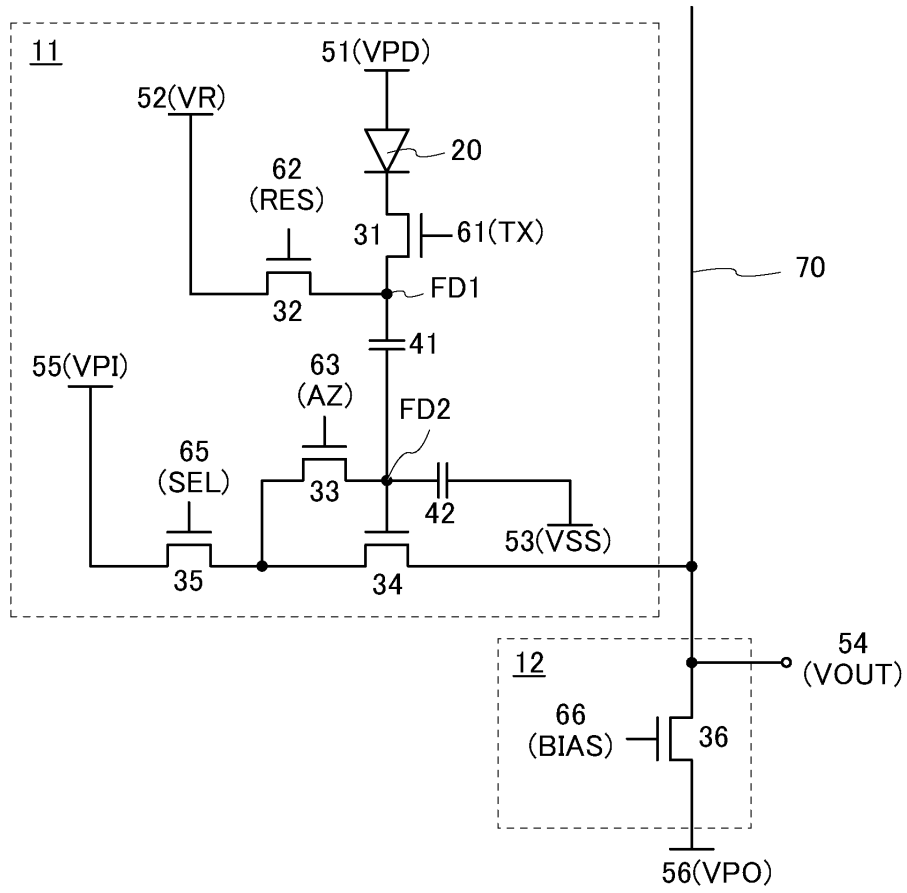 11
51(VPD)
52(VR)
20
62
(RES)
31
61(TX)
70
FD1
32
41
55(VPI)
63
(AZ)
FD2
65
(SEL)
33
42
53(VSS)
35
34
12
54
(VOUT)
66
(BIAS)
36
56(VPO)